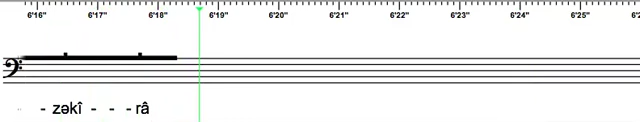 6'16" 6'17" 6'18" 6'19" 6'20" 6'21" 6'22" 6'23" 6'24" 6'25"
- zəkî - - - râ